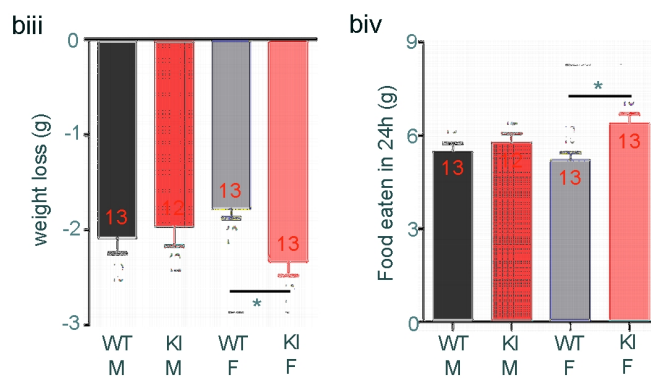 biii
0
-1
-2
-3
weight loss (g)
13
12
13
13
*
WT KI WT KI
M M F F
biv
9
6
3
0
Food eaten in 24h (g)
*
13
12
13
13
WT KI WT KI
M M F F